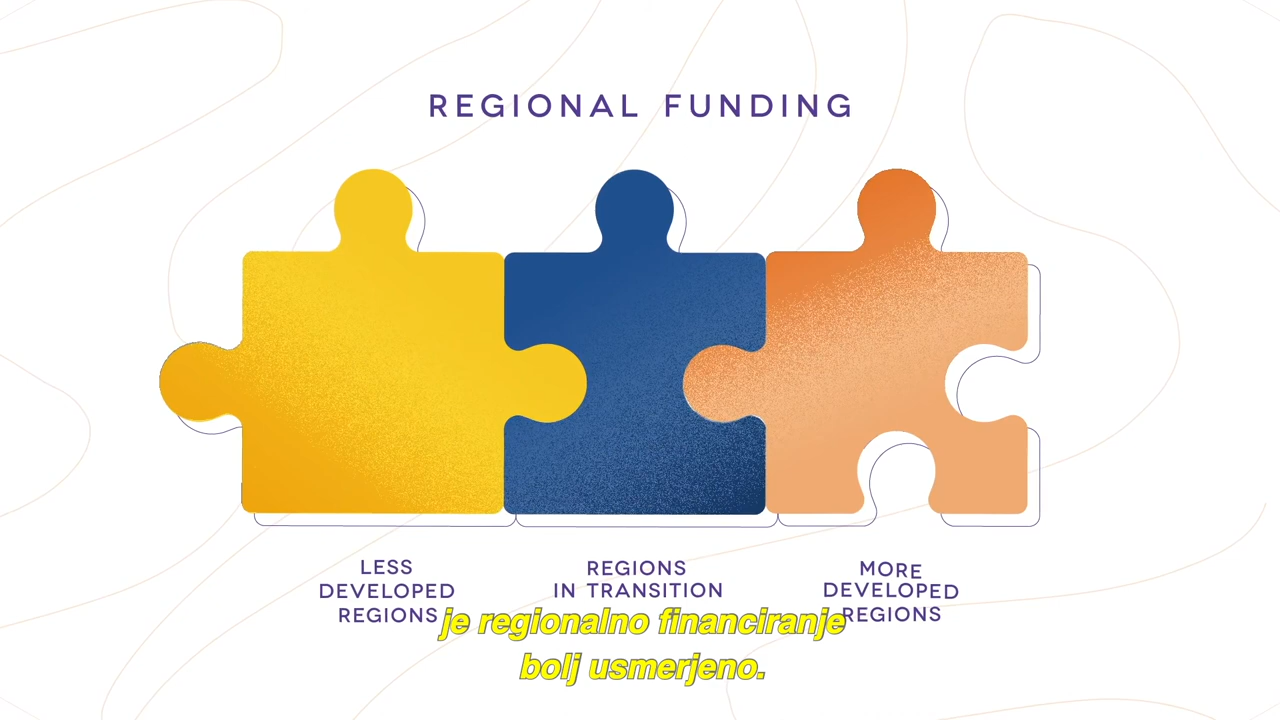 REGIONAL FUNDING
LESS
DEVELOPED
REGIONS
REGIONS
IN TRANSITION
MORE
DEVELOPED
REGIONS
je regionalno financiranje
bolj usmerjeno.